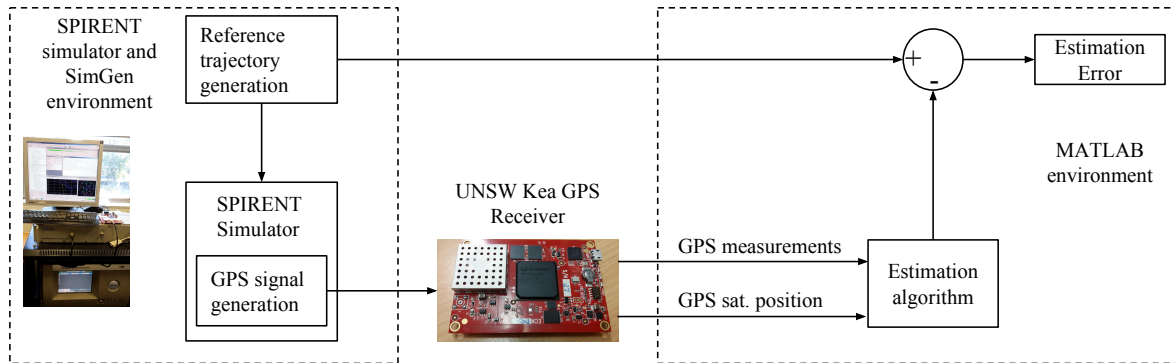 SPIRENT
simulator and
SimGen
environment
Reference
trajectory
generation
SPIRENT
Simulator
GPS signal
generation
UNSW Kea GPS
Receiver
GPS measurements
GPS sat. position
+
-
Estimation
Error
MATLAB
environment
Estimation
algorithm